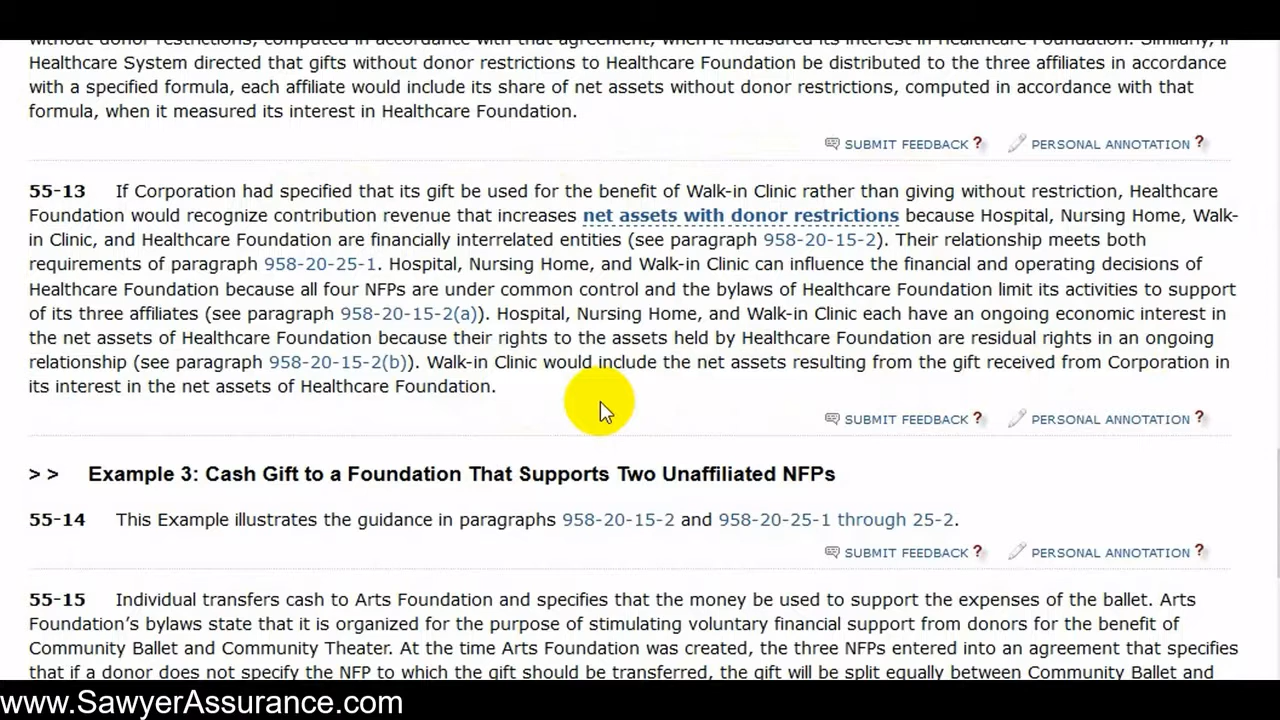 without donor restrictions, computed in accordance with that agreement, when it measured its interest in Healthcare Foundation. Similarly, if
Healthcare System directed that gifts without donor restrictions to Healthcare Foundation be distributed to the three affiliates in accordance
with a specified formula, each affiliate would include its share of net assets without donor restrictions, computed in accordance with that
formula, when it measured its interest in Healthcare Foundation.
SUBMIT FEEDBACK ? PERSONAL ANNOTATION ?
55-13 If Corporation had specified that its gift be used for the benefit of Walk-in Clinic rather than giving without restriction, Healthcare
Foundation would recognize contribution revenue that increases net assets with donor restrictions because Hospital, Nursing Home, Walk-
in Clinic, and Healthcare Foundation are financially interrelated entities (see paragraph 958-20-15-2). Their relationship meets both
requirements of paragraph 958-20-25-1. Hospital, Nursing Home, and Walk-in Clinic can influence the financial and operating decisions of
Healthcare Foundation because all four NFPs are under common control and the bylaws of Healthcare Foundation limit its activities to support
of its three affiliates (see paragraph 958-20-15-2(a)). Hospital, Nursing Home, and Walk-in Clinic each have an ongoing economic interest in
the net assets of Healthcare Foundation because their rights to the assets held by Healthcare Foundation are residual rights in an ongoing
relationship (see paragraph 958-20-15-2(b)). Walk-in Clinic would include the net assets resulting from the gift received from Corporation in
its interest in the net assets of Healthcare Foundation.
SUBMIT FEEDBACK ? PERSONAL ANNOTATION ?
> > Example 3: Cash Gift to a Foundation That Supports Two Unaffiliated NFPs
55-14 This Example illustrates the guidance in paragraphs 958-20-15-2 and 958-20-25-1 through 25-2.
SUBMIT FEEDBACK ? PERSONAL ANNOTATION ?
55-15 Individual transfers cash to Arts Foundation and specifies that the money be used to support the expenses of the ballet. Arts
Foundation's bylaws state that it is organized for the purpose of stimulating voluntary financial support from donors for the benefit of
Community Ballet and Community Theater. At the time Arts Foundation was created, the three NFPs entered into an agreement that specifies
that if a donor does not specify the NFP to which the gift should be transferred, the gift will be split equally between Community Ballet and
www.SawyerAssurance.com